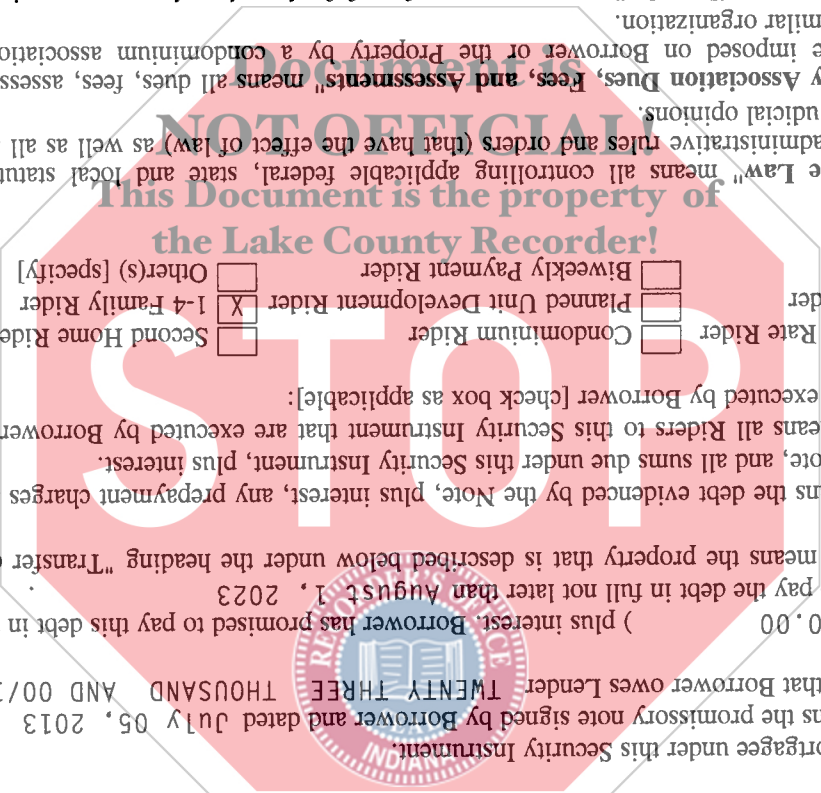 Document is
NOT OFFICIAL!
This Document is the property of
the Lake County Recorder!
STOP
RECORDER'S OFFICE
INDIANA
ortgagee under this Security Instrument.
ns the promissory note signed by Borrower and dated July 05, 2013
that Borrower owes Lender TWENTY THREE THOUSAND AND 00/1
0.00 ) plus interest. Borrower has promised to pay this debt in
pay the debt in full not later than August 1, 2023 .
means the property that is described below under the heading "Transfer
ns the debt evidenced by the Note, plus interest, any prepayment charges
ote, and all sums due under this Security Instrument, plus interest.
eans all Riders to this Security Instrument that are executed by Borrower
executed by Borrower [check box as applicable]:
Rate Rider Condominium Rider Second Home Ride
der Planned Unit Development Rider X 1-4 Family Rider
Biweekly Payment Rider Other(s) [specify]
e Law" means all controlling applicable federal, state and local statut
administrative rules and orders (that have the effect of law) as well as all
udicial opinions.
y Association Dues, Fees, and Assessments" means all dues, fees, assess
e imposed on Borrower or the Property by a condominium associatio
milar organization.